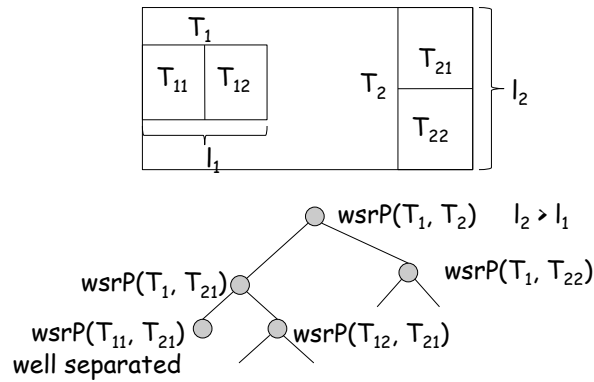 T₁
T₁₁ T₁₂
T₂
T₂₁
T₂₂
l₂
l₁
wsrP(T₁, T₂) l₂ > l₁
wsrP(T₁, T₂₁)
wsrP(T₁, T₂₂)
wsrP(T₁₁, T₂₁)
well separated
wsrP(T₁₂, T₂₁)